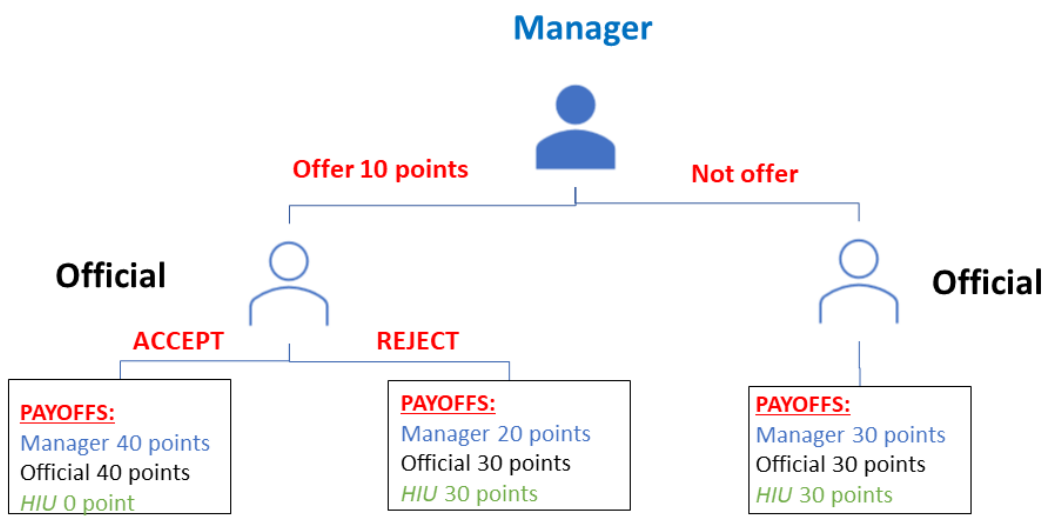 Manager
Offer 10 points
Not offer
Official
Official
ACCEPT
REJECT
PAYOFFS:
Manager 40 points
Official 40 points
HIU 0 point
PAYOFFS:
Manager 20 points
Official 30 points
HIU 30 points
PAYOFFS:
Manager 30 points
Official 30 points
HIU 30 points